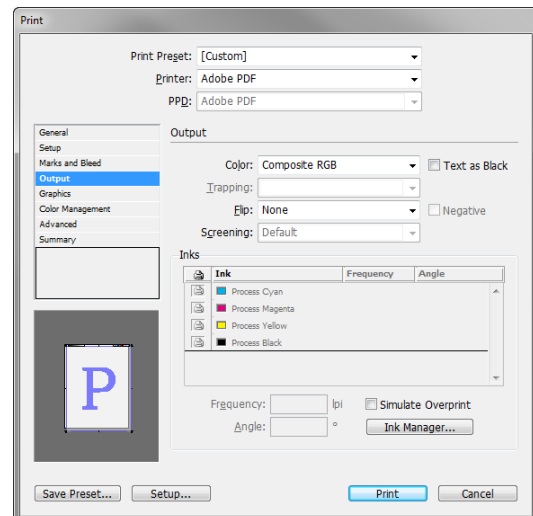 Print
Print Preset: [Custom]
Printer: Adobe PDF
PPD: Adobe PDF
General
Setup
Marks and Bleed
Output
Graphics
Color Management
Advanced
Summary
Output
Color: Composite RGB Text as Black
Trapping:
Flip: None Negative
Screening: Default
Inks
Ink Frequency Angle
Process Cyan
Process Magenta
Process Yellow
Process Black
Frequency: lpi Simulate Overprint
Angle: ° Ink Manager...
P
Save Preset... Setup... Print Cancel